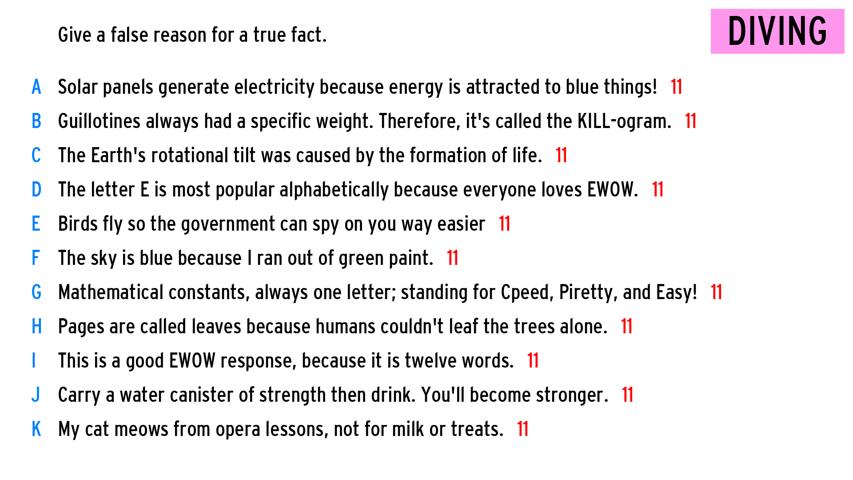 Give a false reason for a true fact.
DIVING
A Solar panels generate electricity because energy is attracted to blue things! 11
B Guillotines always had a specific weight. Therefore, it's called the KILL-ogram. 11
C The Earth's rotational tilt was caused by the formation of life. 11
D The letter E is most popular alphabetically because everyone loves EWOW. 11
E Birds fly so the government can spy on you way easier 11
F The sky is blue because I ran out of green paint. 11
G Mathematical constants, always one letter; standing for Cpeed, Piretty, and Easy! 11
H Pages are called leaves because humans couldn't leaf the trees alone. 11
I This is a good EWOW response, because it is twelve words. 11
J Carry a water canister of strength then drink. You'll become stronger. 11
K My cat meows from opera lessons, not for milk or treats. 11